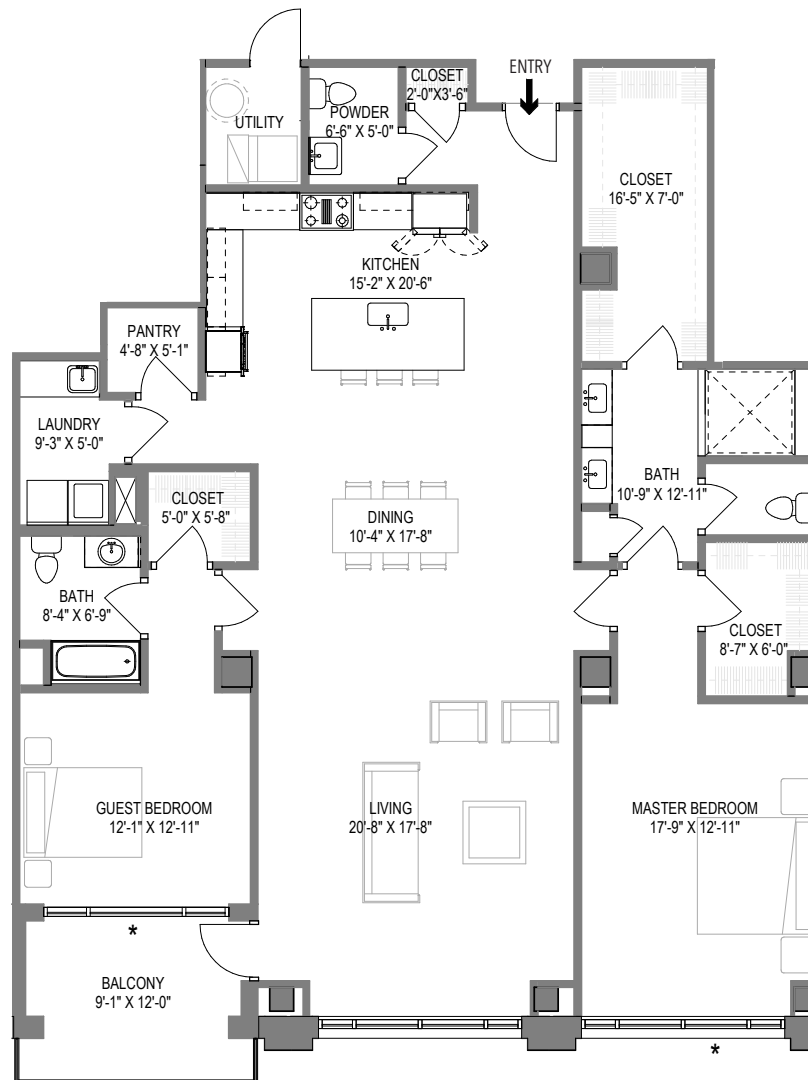 ENTRY
CLOSET
2'-0"X3'-6"
POWDER
6'-6" X 5'-0"
UTILITY
CLOSET
16'-5" X 7'-0"
KITCHEN
15'-2" X 20'-6"
PANTRY
4'-8" X 5'-1"
LAUNDRY
9'-3" X 5'-0"
CLOSET
5'-0" X 5'-8"
BATH
10'-9" X 12'-11"
DINING
10'-4" X 17'-8"
BATH
8'-4" X 6'-9"
CLOSET
8'-7" X 6'-0"
GUEST BEDROOM
12'-1" X 12'-11"
LIVING
20'-8" X 17'-8"
MASTER BEDROOM
17'-9" X 12'-11"
*
BALCONY
9'-1" X 12'-0"
*